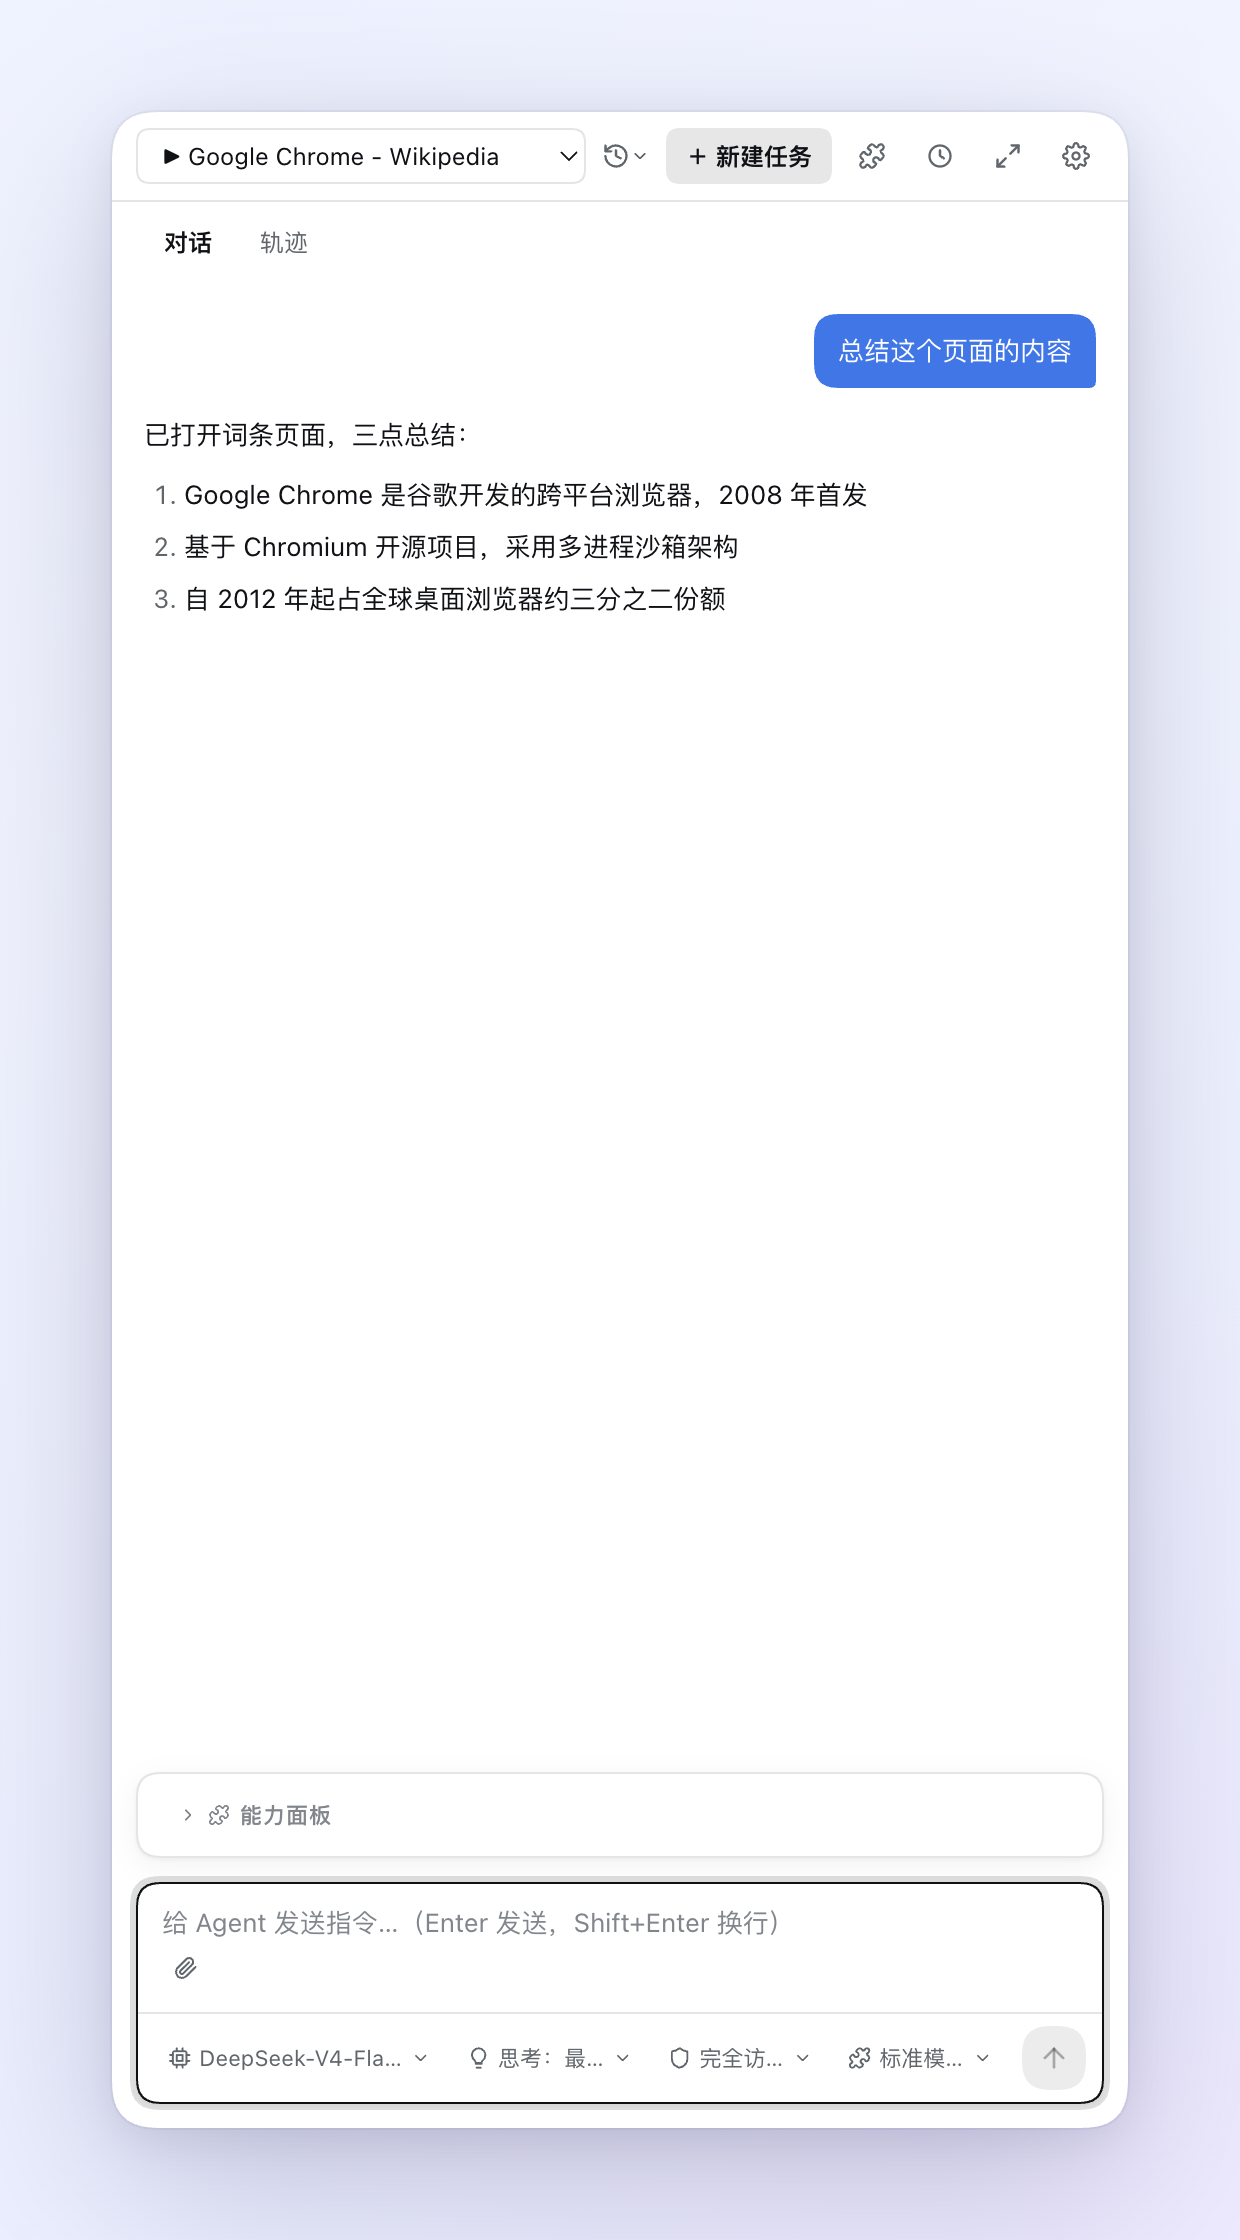 Google Chrome - Wikipedia
+ 新建任务
对话 轨迹
总结这个页面的内容
已打开词条页面，三点总结：
1. Google Chrome 是谷歌开发的跨平台浏览器，2008 年首发
2. 基于 Chromium 开源项目，采用多进程沙箱架构
3. 自 2012 年起占全球桌面浏览器约三分之二份额
能力面板
给 Agent 发送指令...（Enter 发送，Shift+Enter 换行）
DeepSeek-V4-Fla... 思考：最... 完全访... 标准模...